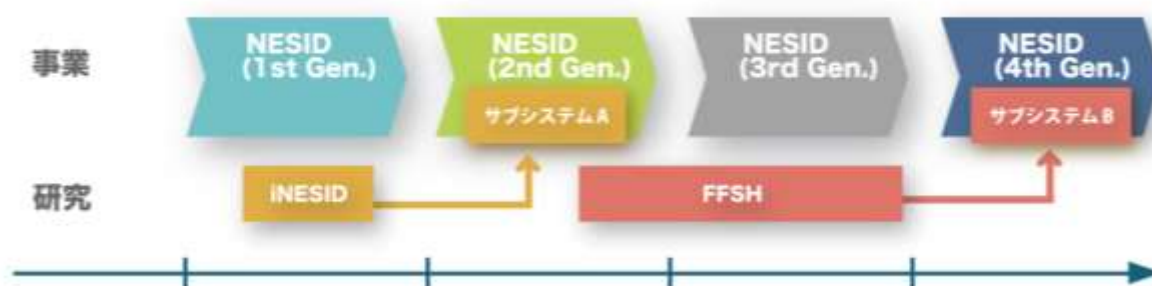 事業
NESID
(1st Gen.)
NESID
(2nd Gen.)
サブシステムA
NESID
(3rd Gen.)
NESID
(4th Gen.)
サブシステムB
研究
iNESID
FFSH